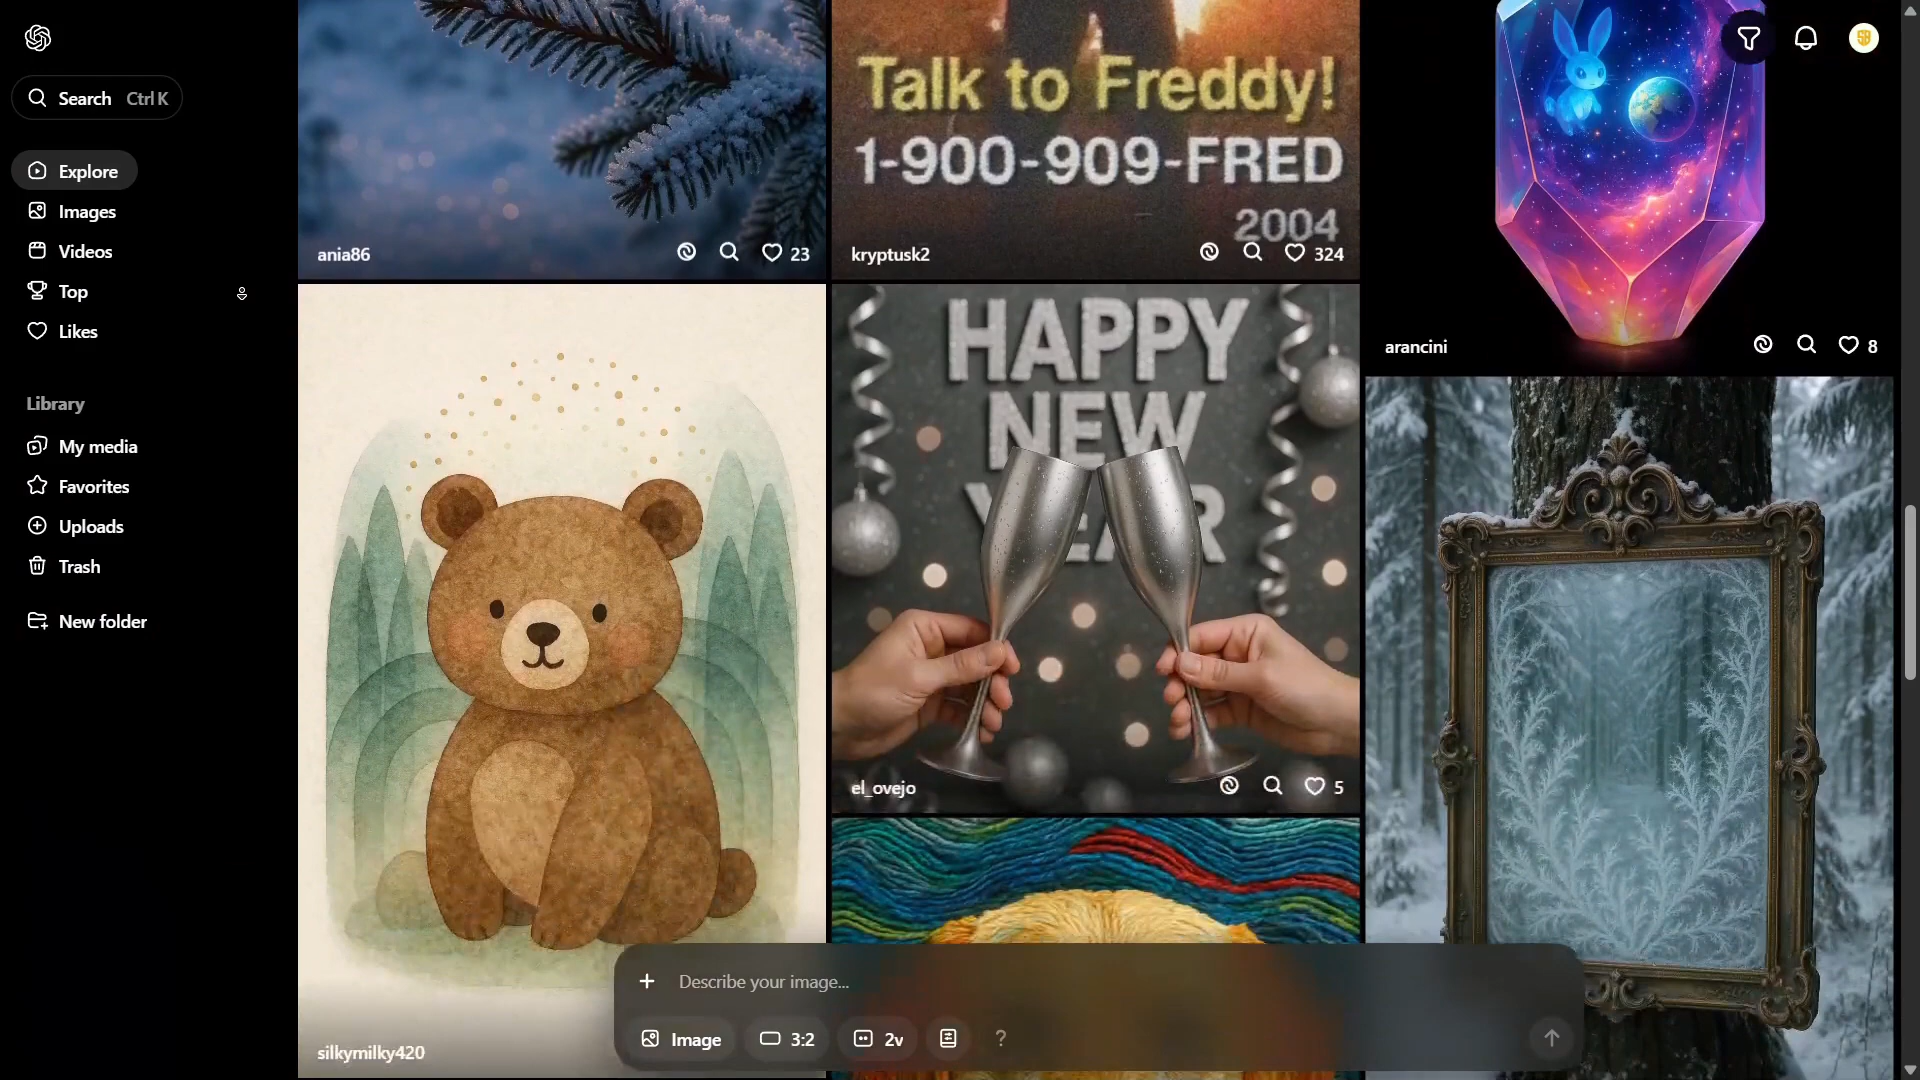 Search Ctrl K
Explore
Images
Videos
Top
Likes
Library
My media
Favorites
Uploads
Trash
New folder
ania86
23
Talk to Freddy!
1-900-909-FRED
2004
kryptusk2
324
arancini
8
HAPPY
NEW
YEAR
el_ovejo
5
silkymilky420
Describe your image...
Image
3:2
2v
?